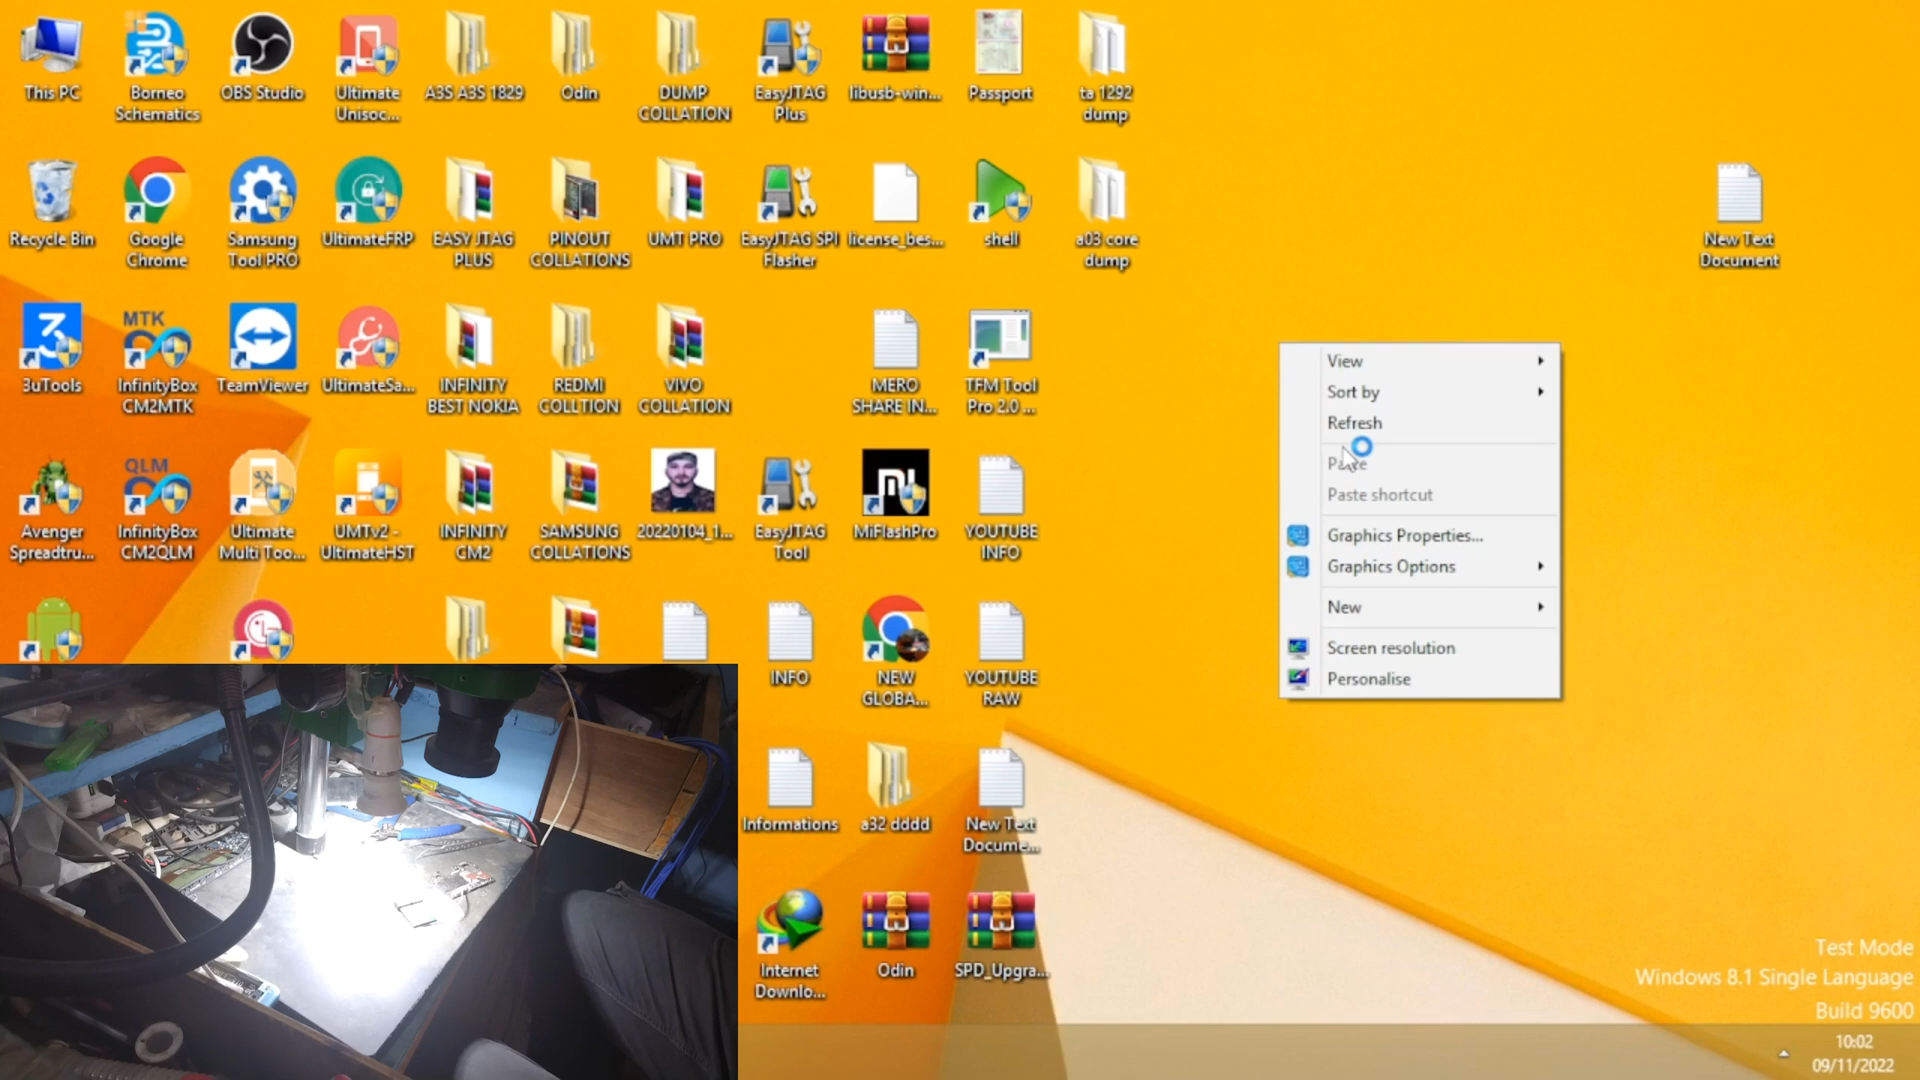 This PC
Borneo
Schematics
OBS Studio
Ultimate
Unisoc...
A3S A3S 1829
Odin
DUMP
COLLATION
EasyJTAG
Plus
libusb-win...
Passport
ta 1292
dump
Recycle Bin
Google
Chrome
Samsung
Tool PRO
UltimateFRP
EASY JTAG
PLUS
PINOUT
COLLATIONS
UMT PRO
EasyJTAG SPI
Flasher
license_bes...
shell
a03 core
dump
New Text
Document
3uTools
MTK
InfinityBox
CM2MTK
TeamViewer
UltimateSa...
INFINITY
BEST NOKIA
REDMI
COLLTION
VIVO
COLLATION
MERO
SHARE IN...
TFM Tool
Pro 2.0 ...
View
Sort by
Refresh
Paste
Paste shortcut
Graphics Properties...
Graphics Options
New
Screen resolution
Personalise
Avenger
Spreadtru...
QLM
InfinityBox
CM2QLM
Ultimate
Multi Too...
UMTv2 -
UltimateHST
INFINITY
CM2
SAMSUNG
COLLATIONS
20220104_1...
EasyJTAG
Tool
MiFlashPro
YOUTUBE
INFO
INFO
NEW
GLOBA...
YOUTUBE
RAW
Informations
a32 dddd
New Text
Docume...
Internet
Downlo...
Odin
SPD_Upgra...
Test Mode
Windows 8.1 Single Language
Build 9600
10:02
09/11/2022